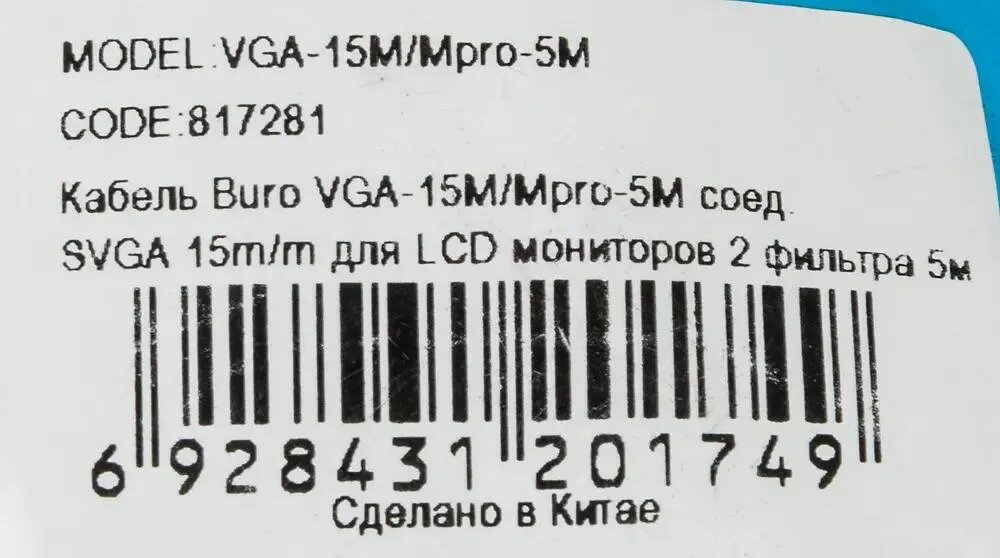 MODEL:VGA-15M/Mpro-5M
CODE:817281
Кабель Buro VGA-15M/Mpro-5M соед.
SVGA 15m/m для LCD мониторов 2 фильтра 5м
6 928431 201749
Сделано в Китае